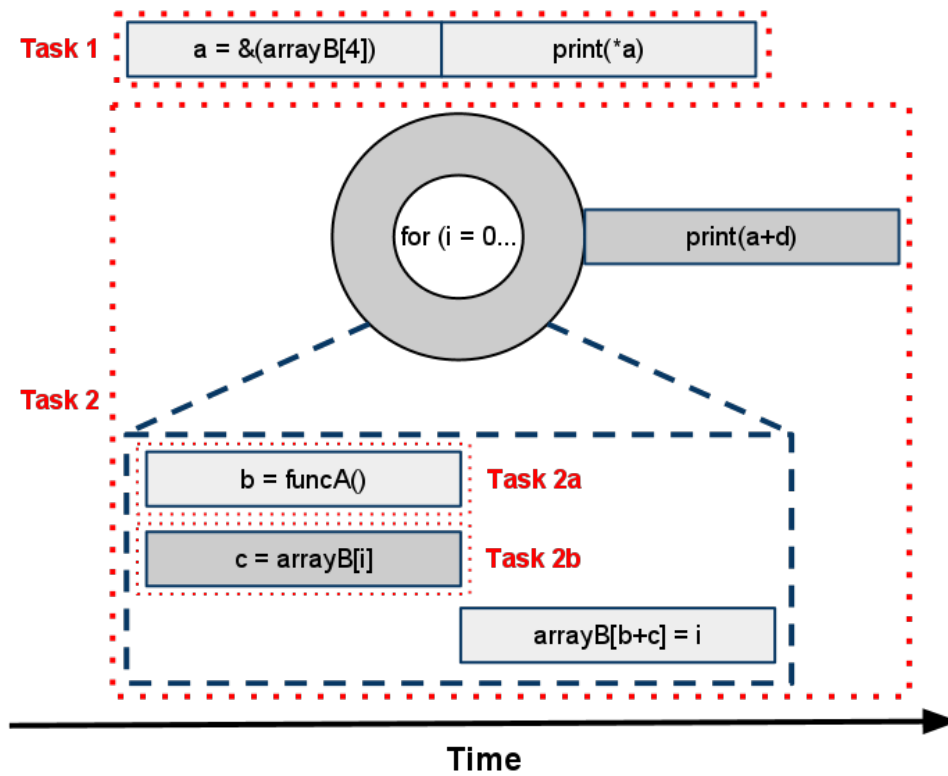 Task 1
a = &(arrayB[4])
print(*a)
for (i = 0...
print(a+d)
Task 2
b = funcA()
Task 2a
c = arrayB[i]
Task 2b
arrayB[b+c] = i
Time